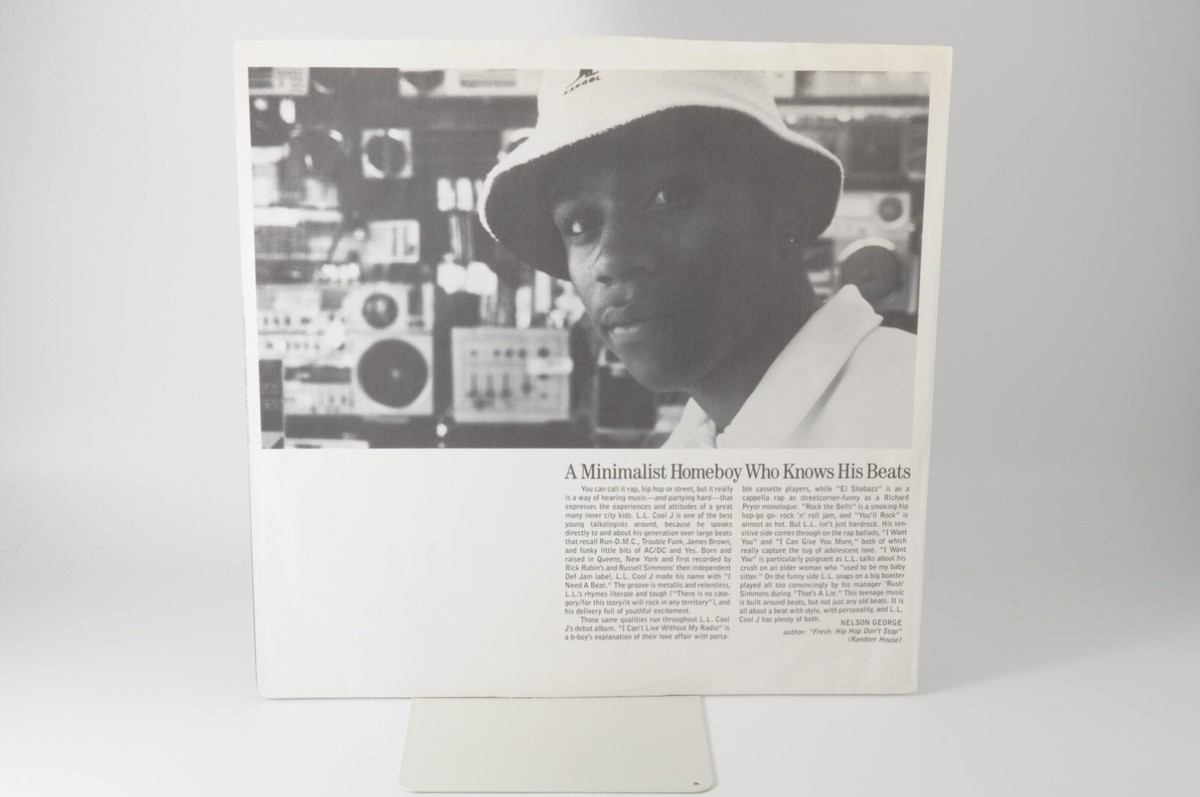 KANGOL
A Minimalist Homeboy Who Knows His Beats
You can call it rap, hip hop or street, but it really
is a way of hearing music—and partying hard—that
expresses the experiences and attitudes of a great
many inner city kids. L.L. Cool J is one of the best
young talkologists around, because he speaks
directly to and about his generation over large beats
that recall Run-D.M.C., Trouble Funk, James Brown,
and funky little bits of AC/DC and Yes. Born and
raised in Queens, New York and first recorded by
Rick Rubin's and Russell Simmons' then independent
Def Jam label, L.L. Cool J made his name with "I
Need A Beat." The groove is metallic and relentless,
L.L.'s rhymes literate and tough ("There is no cate-
gory/for this story/it will rock in any territory"), and
his delivery full of youthful excitement.
Those same qualities run throughout L.L. Cool
J's debut album. "I Can't Live Without My Radio" is
a b-boy's explanation of their love affair with porta-
ble cassette players, while "El Shabazz" is an a
cappella rap as streetcorner-funny as a Richard
Pryor monologue. "Rock the Bells" is a smoking hip
hop-go go- rock 'n' roll jam, and "You'll Rock" is
almost as hot. But L.L. isn't just hardrock. His sen-
sitive side comes through on the rap ballads, "I Want
You" and "I Can Give You More," both of which
really capture the tug of adolescent love. "I Want
You" is particularly poignant as L.L. talks about his
crush on an older woman who "used to be my baby
sitter." On the funny side L.L. snaps on a big boaster
played all too convincingly by his manager 'Rush'
Simmons during "That's A Lie." This teenage music
is built around beats, but not just any old beats. It is
all about a beat with style, with personality, and L.L.
Cool J has plenty of both.
NELSON GEORGE
author: "Fresh: Hip Hop Don't Stop"
(Random House)